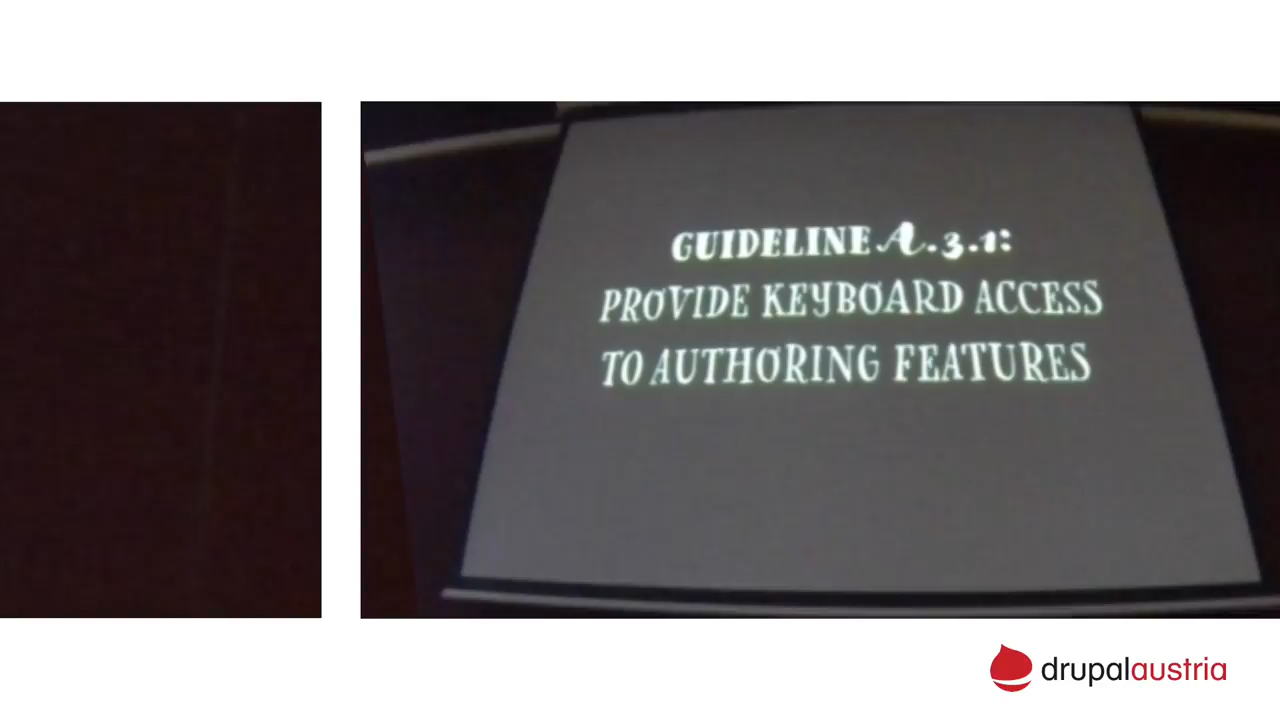 GUIDELINE A.3.1:
PROVIDE KEYBOARD ACCESS
TO AUTHORING FEATURES
drupalaustria